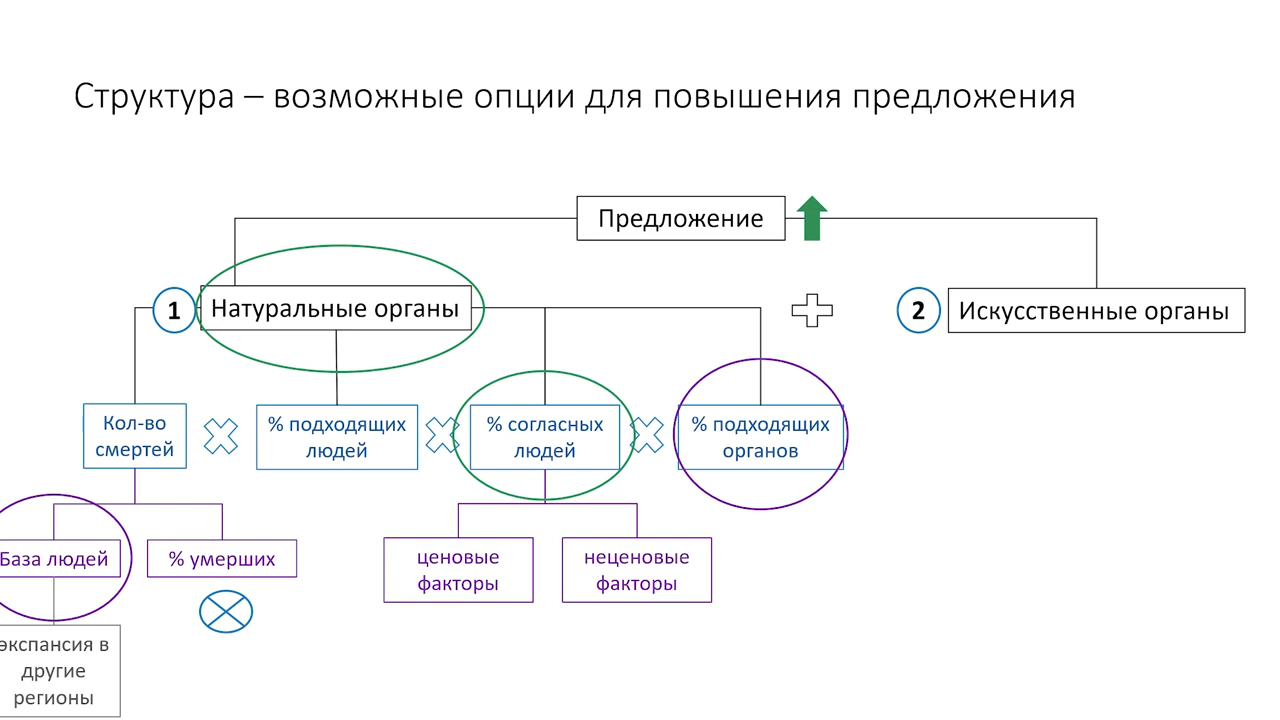 Структура – возможные опции для повышения предложения
Предложение
1
Натуральные органы
2
Искусственные органы
Кол-во
смертей
% подходящих
людей
% согласных
людей
% подходящих
органов
База людей
% умерших
ценовые
факторы
неценовые
факторы
экспансия в
другие
регионы